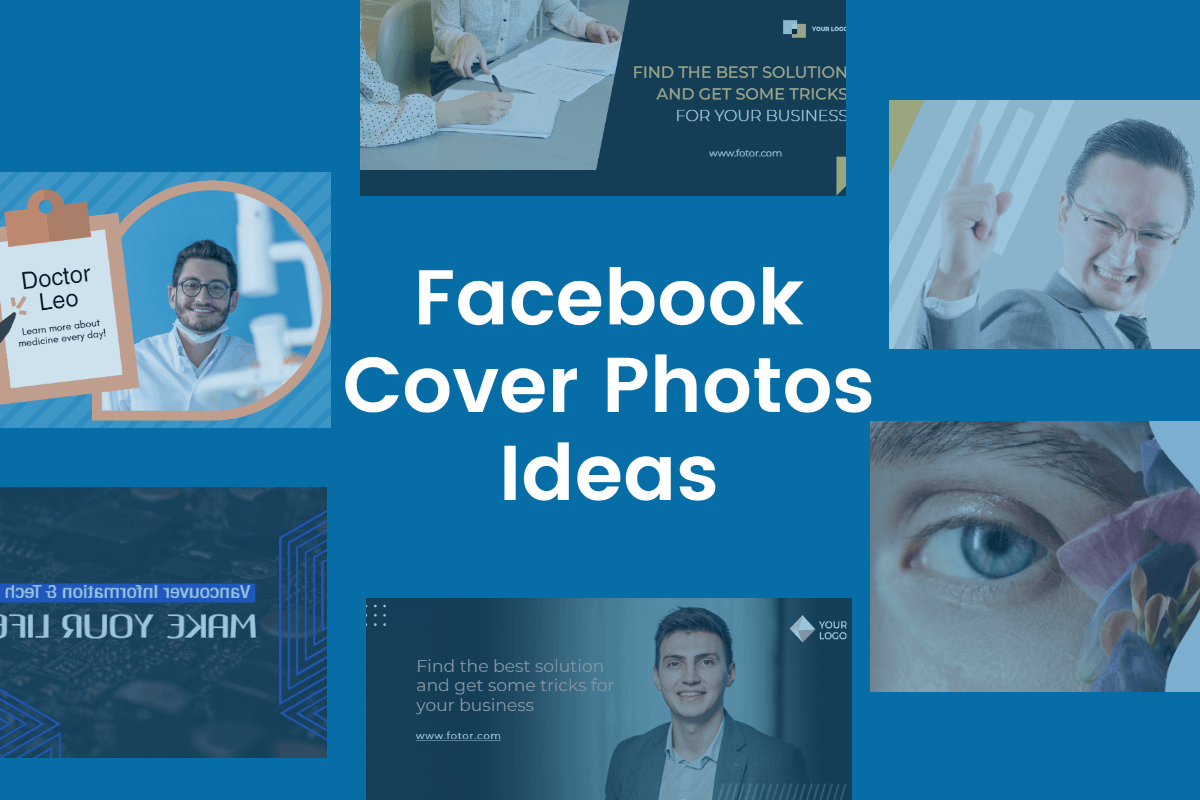 YOUR LOGO
FIND THE BEST SOLUTION
AND GET SOME TRICKS
FOR YOUR BUSINESS
www.fotor.com
Doctor
Leo
Learn more about
medicine every day!
Facebook
Cover Photos
Ideas
Vancouver Information & Tech
MAKE YOUR LIFE
Find the best solution
and get some tricks for
your business
www.fotor.com
YOUR
LOGO